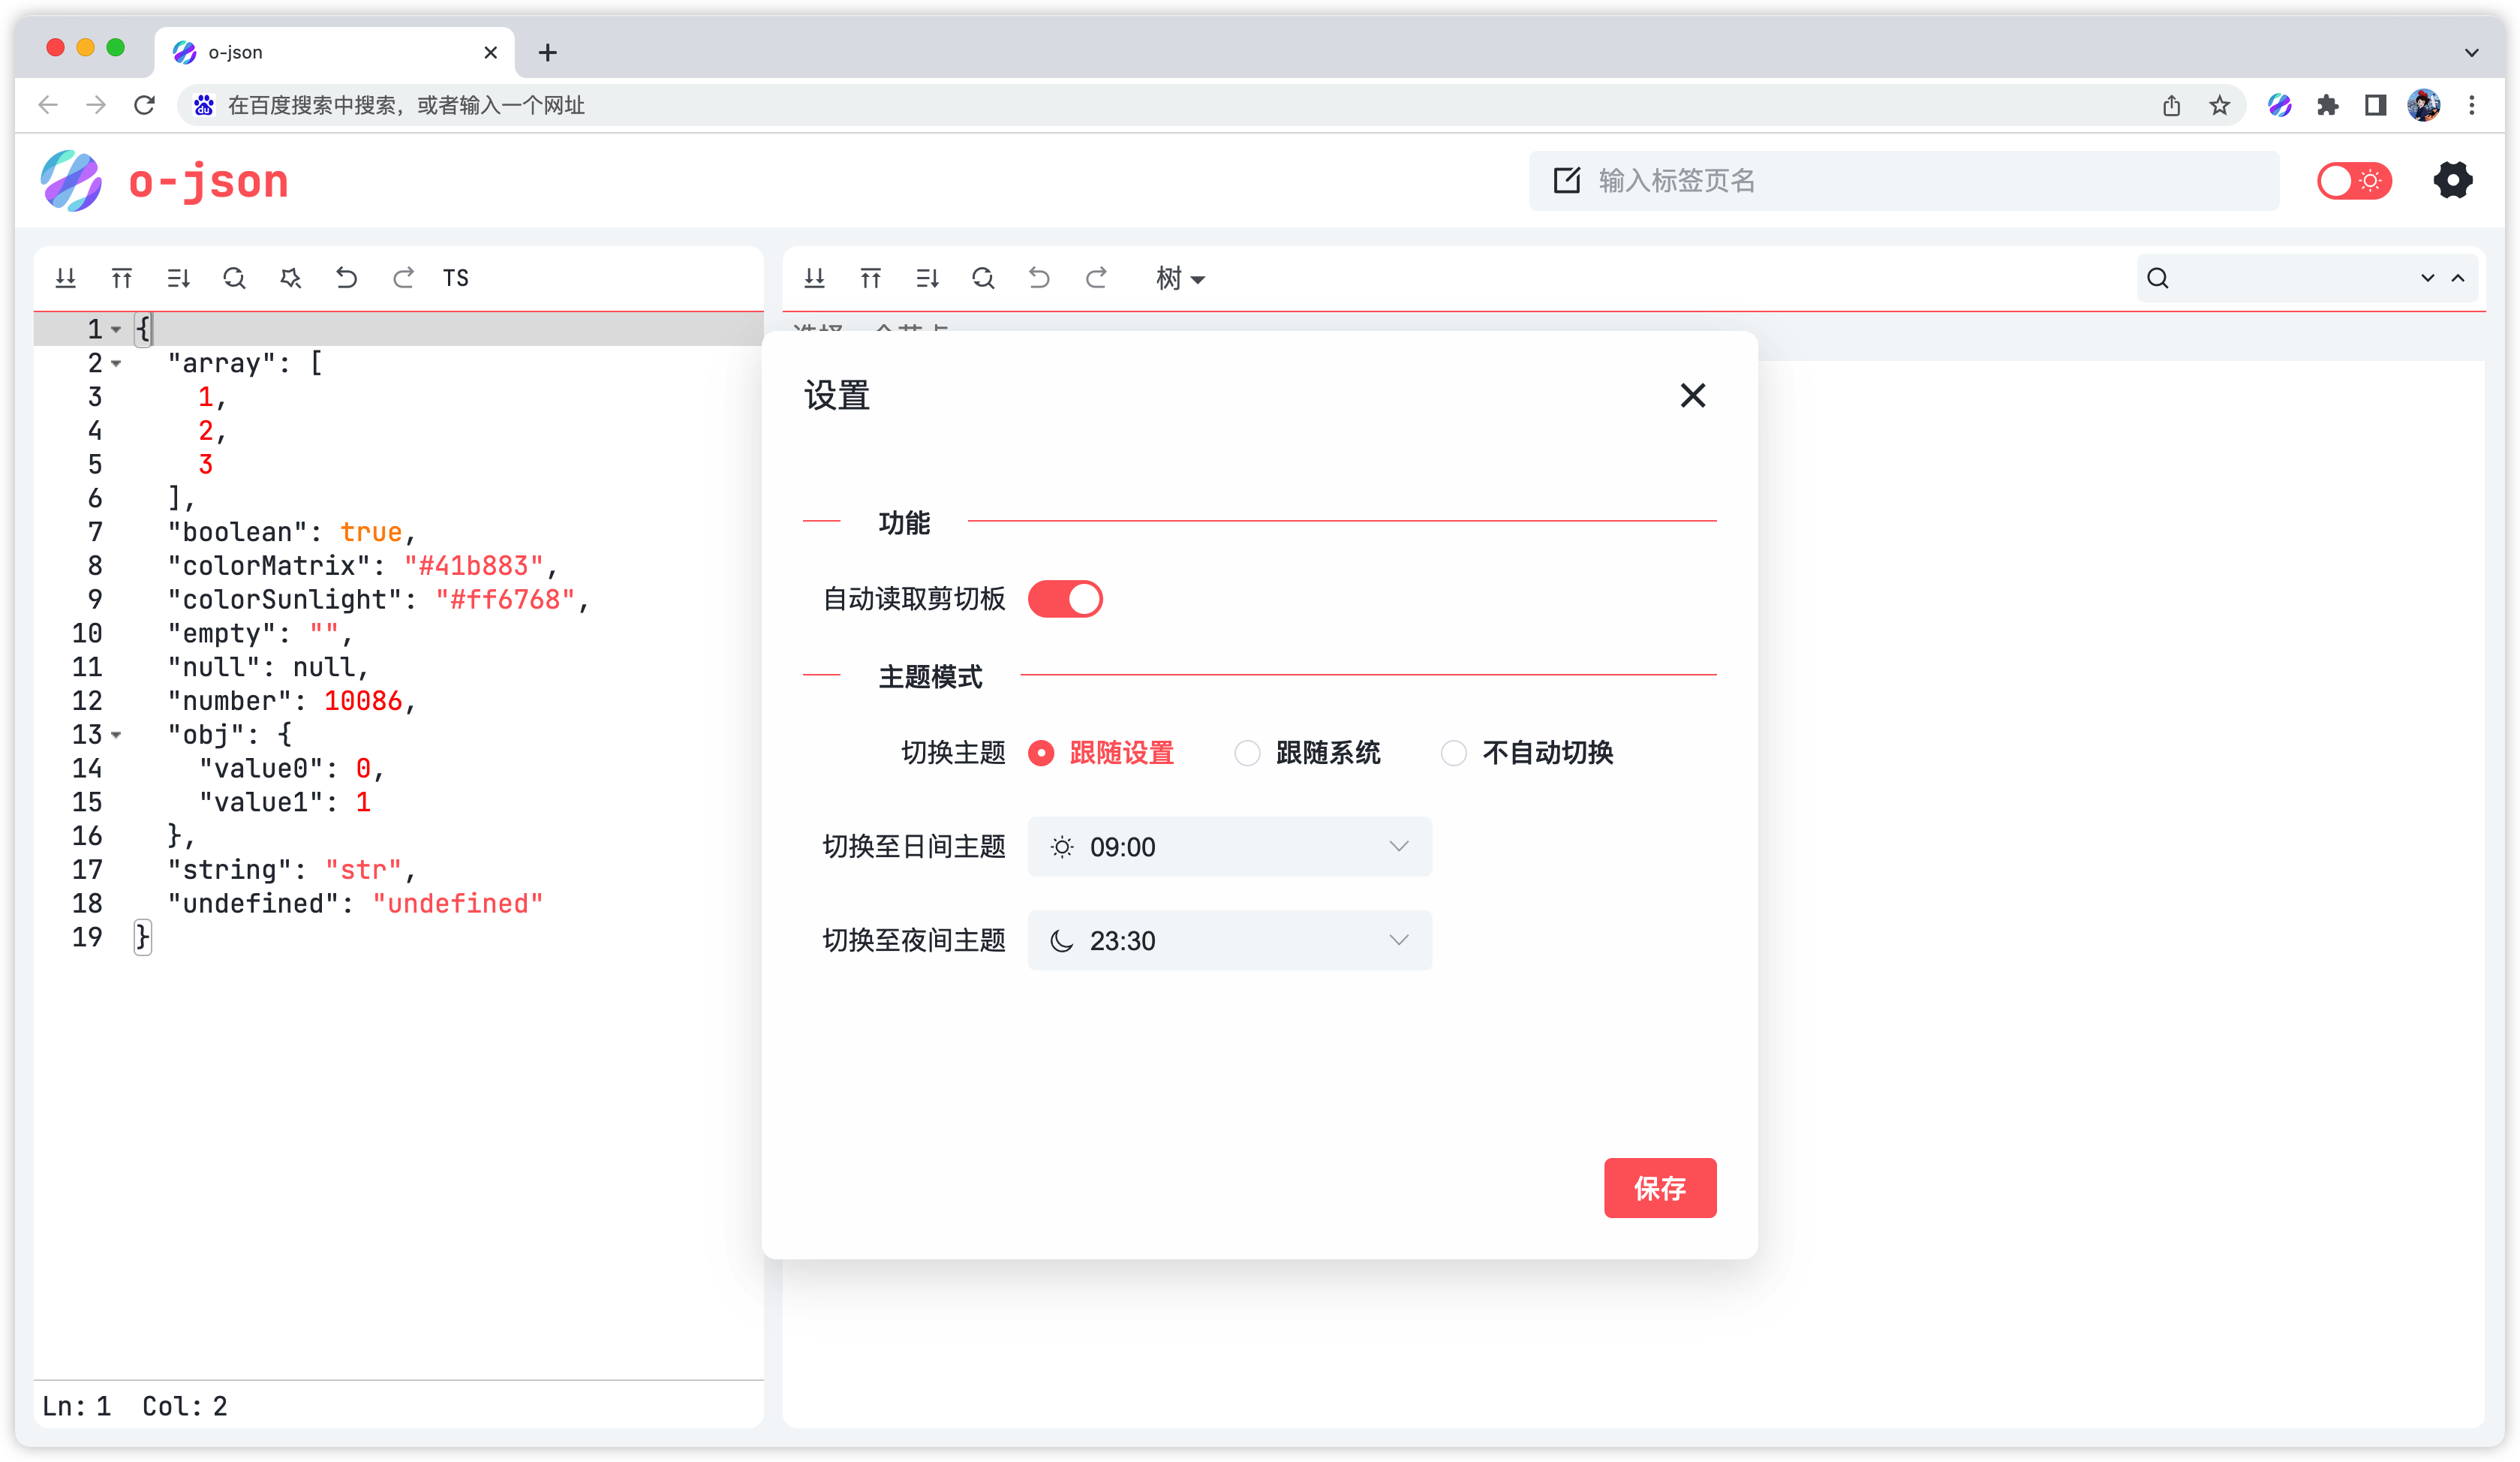 o-json
在百度搜索中搜索，或者输入一个网址
o-json
输入标签页名
TS
树
1 {
2 "array": [
3 1,
4 2,
5 3
6 ],
7 "boolean": true,
8 "colorMatrix": "#41b883",
9 "colorSunlight": "#ff6768",
10 "empty": "",
11 "null": null,
12 "number": 10086,
13 "obj": {
14 "value0": 0,
15 "value1": 1
16 },
17 "string": "str",
18 "undefined": "undefined"
19 }
Ln: 1 Col: 2
设置
功能
自动读取剪切板
主题模式
切换主题 跟随设置 跟随系统 不自动切换
切换至日间主题 09:00
切换至夜间主题 23:30
保存